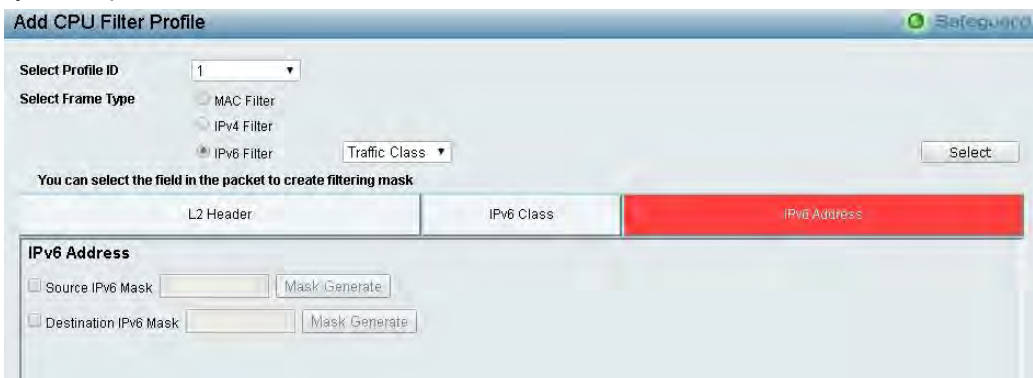 Add CPU Filter Profile
Safeguard
Select Profile ID
1
Select Frame Type
MAC Filter
IPv4 Filter
IPv6 Filter
Traffic Class
Select
You can select the field in the packet to create filtering mask
L2 Header
IPv6 Class
IPv6 Address
IPv6 Address
Source IPv6 Mask
Mask Generate
Destination IPv6 Mask
Mask Generate